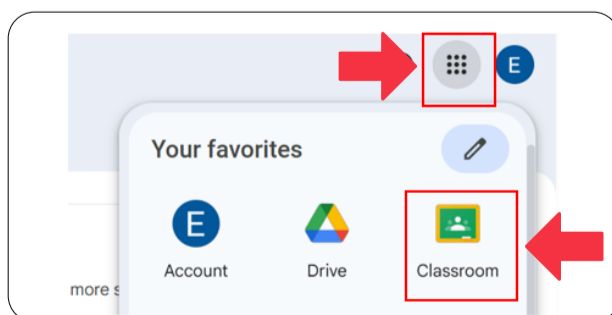 E
Your favorites
E
Account Drive Classroom
more s